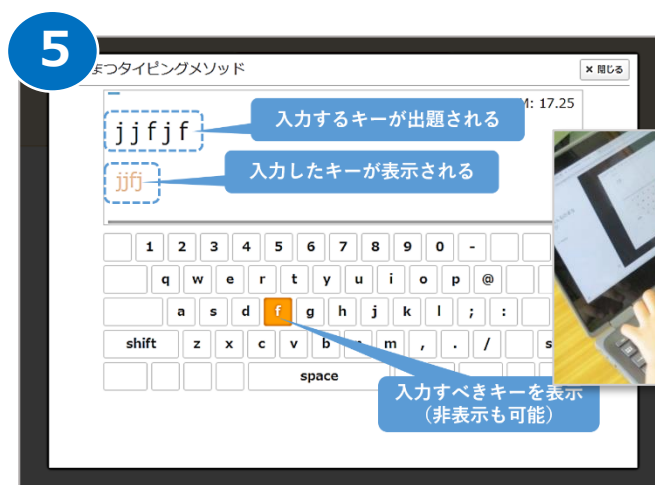 5
まつタイピングメソッド
× 閉じる
M: 17.25
jjfjf
入力するキーが出題される
jjfj
入力したキーが表示される
1 2 3 4 5 6 7 8 9 0 -
q w e r t y u i o p @
a s d f g h j k l ; :
shift z x c v b m , . / s
space
入力すべきキーを表示
（非表示も可能）